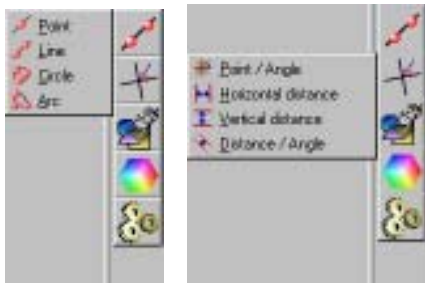 Point
Line
Circle
Arc
Point / Angle
Horizontal distance
Vertical distance
Distance / Angle